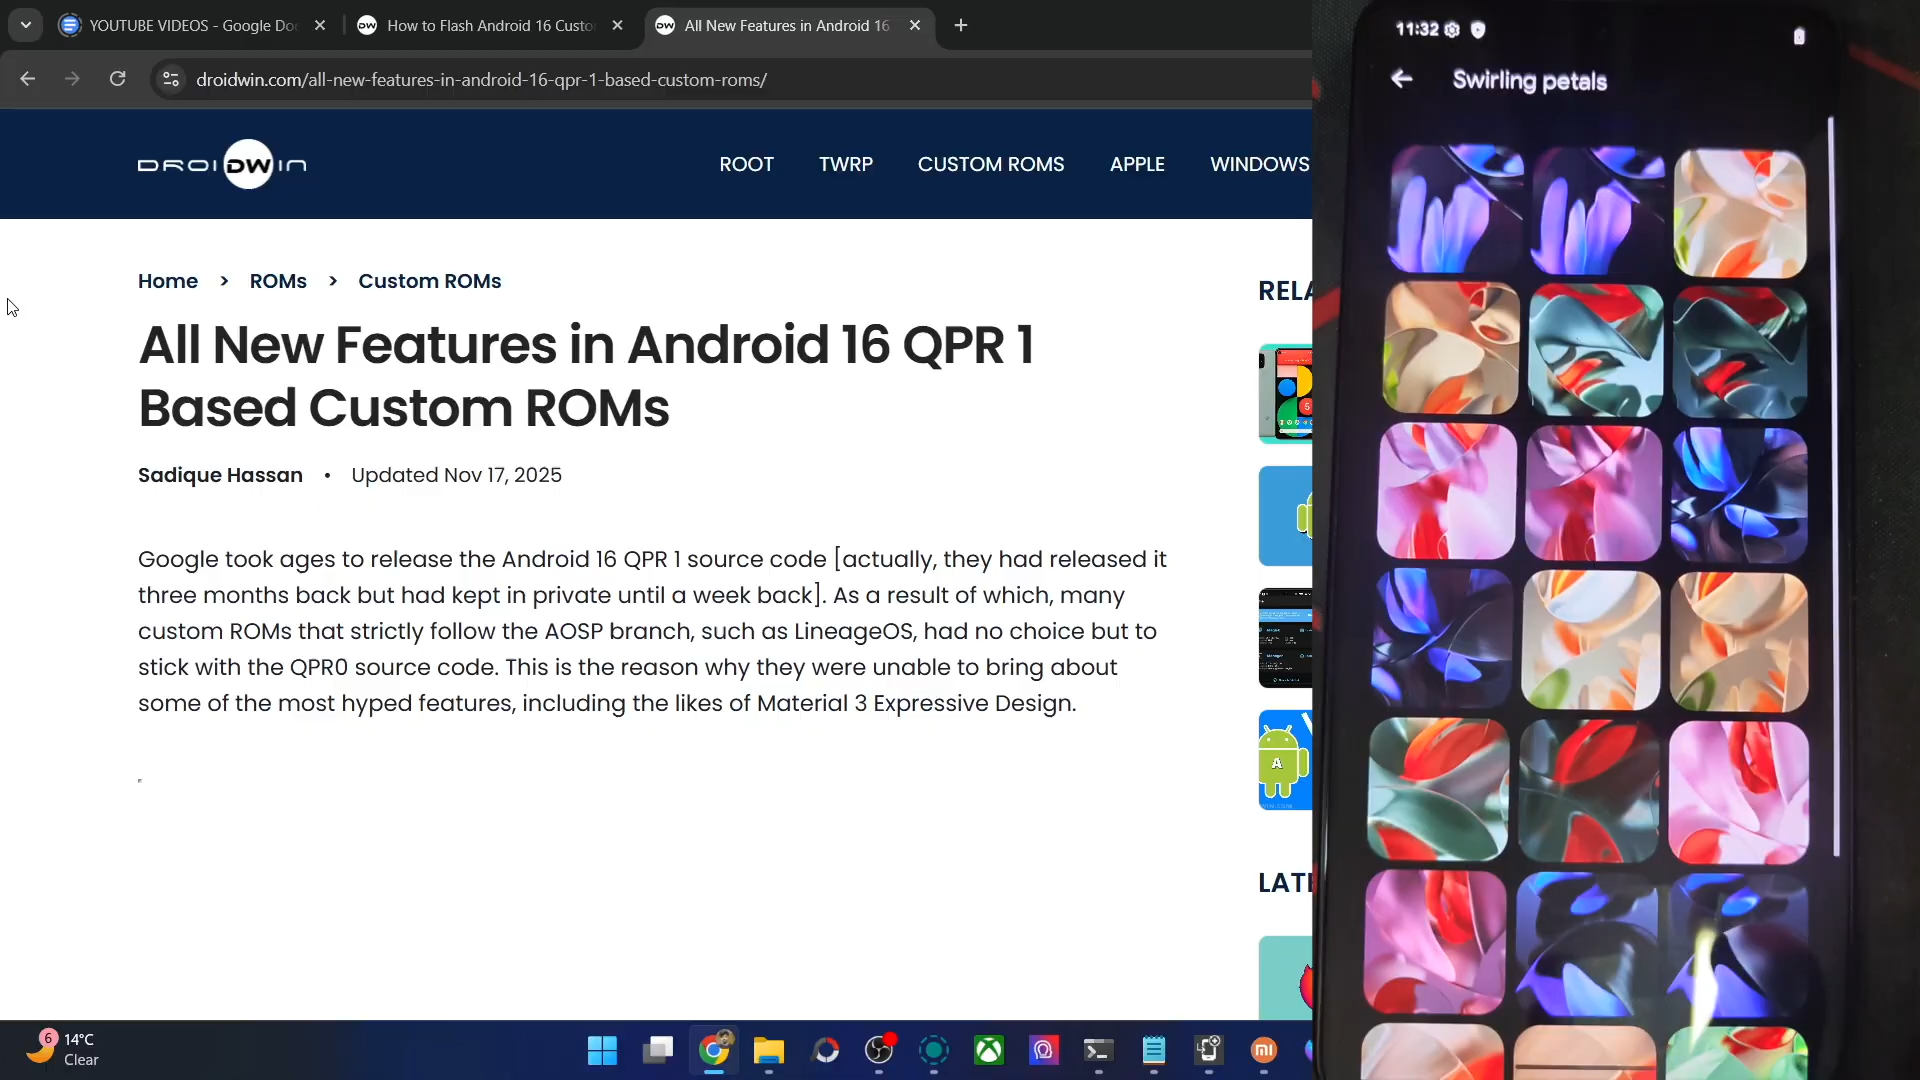 YOUTUBE VIDEOS - Google Do
How to Flash Android 16 Custo
All New Features in Android 16
droidwin.com/all-new-features-in-android-16-qpr-1-based-custom-roms/
DROIDWIN
ROOT
TWRP
CUSTOM ROMS
APPLE
WINDOWS
Home > ROMs > Custom ROMs
All New Features in Android 16 QPR 1
Based Custom ROMs
Sadique Hassan • Updated Nov 17, 2025
Google took ages to release the Android 16 QPR 1 source code [actually, they had released it
three months back but had kept in private until a week back]. As a result of which, many
custom ROMs that strictly follow the AOSP branch, such as LineageOS, had no choice but to
stick with the QPR0 source code. This is the reason why they were unable to bring about
some of the most hyped features, including the likes of Material 3 Expressive Design.
RELA
LATE
6
14°C
Clear
11:32
Swirling petals